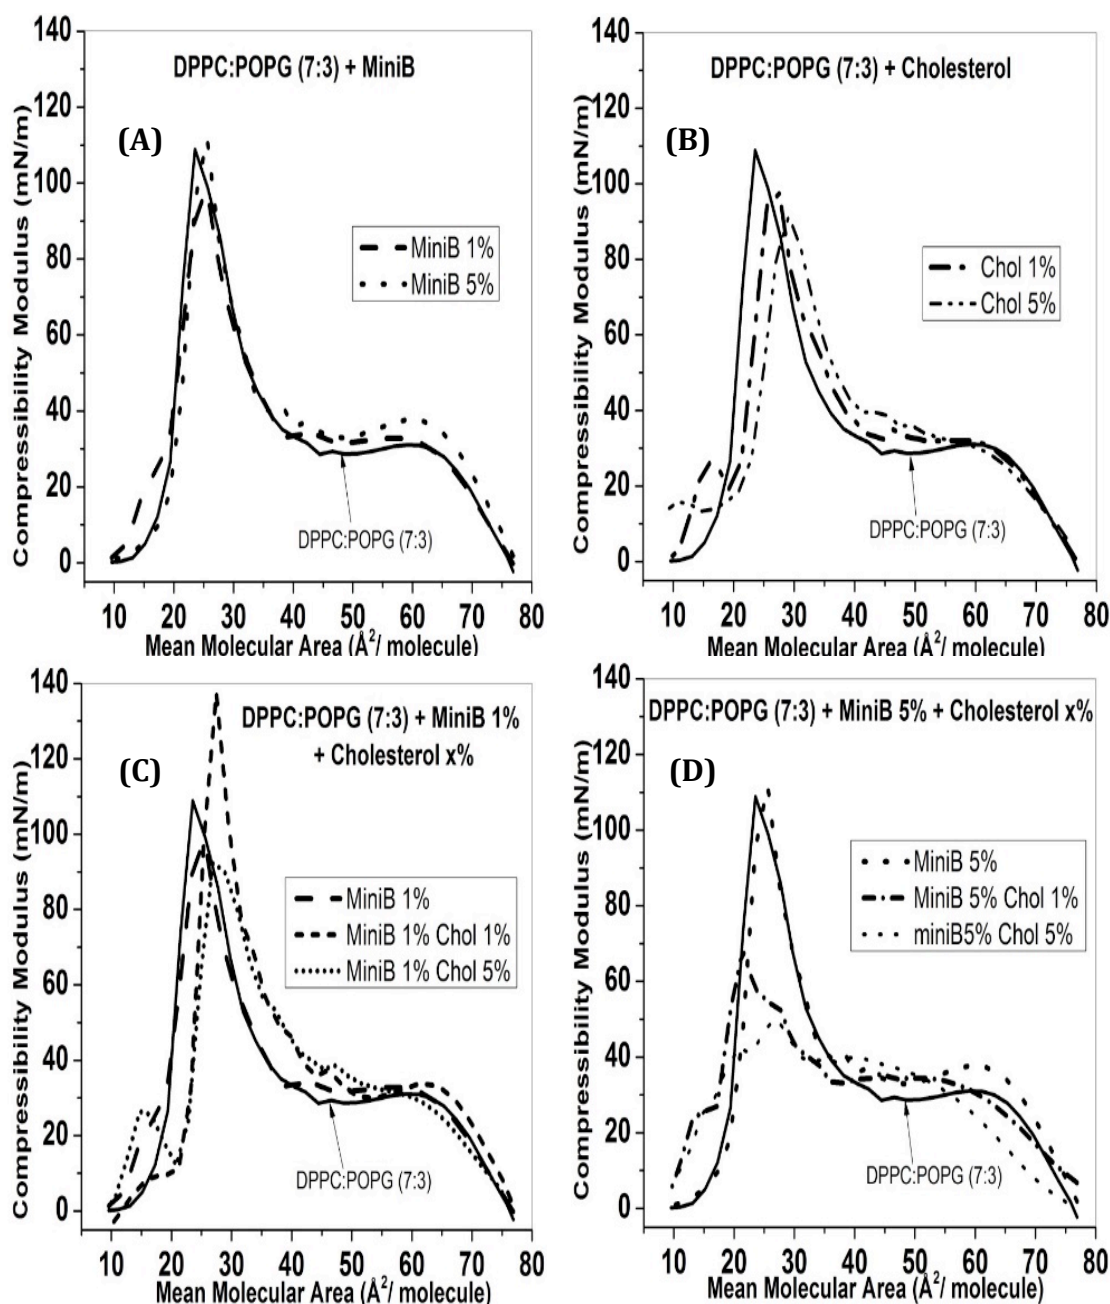 DPPC:POPG (7:3) + MiniB
(A)
MiniB 1%
MiniB 5%
DPPC:POPG (7:3)
Compressibility Modulus (mN/m)
140
120
100
80
60
40
20
0
10 20 30 40 50 60 70 80
Mean Molecular Area (Å²/ molecule)
DPPC:POPG (7:3) + Cholesterol
(B)
Chol 1%
Chol 5%
DPPC:POPG (7:3)
Compressibility Modulus (mN/m)
140
120
100
80
60
40
20
0
10 20 30 40 50 60 70 80
Mean Molecular Area (Å²/ molecule)
DPPC:POPG (7:3) + MiniB 1%
+ Cholesterol x%
(C)
MiniB 1%
MiniB 1% Chol 1%
MiniB 1% Chol 5%
DPPC:POPG (7:3)
Compressibility Modulus (mN/m)
140
120
100
80
60
40
20
0
10 20 30 40 50 60 70 80
Mean Molecular Area (Å²/ molecule)
DPPC:POPG (7:3) + MiniB 5% + Cholesterol x%
(D)
MiniB 5%
MiniB 5% Chol 1%
miniB5% Chol 5%
DPPC:POPG (7:3)
Compressibility Modulus (mN/m)
140
120
100
80
60
40
20
0
10 20 30 40 50 60 70 80
Mean Molecular Area (Å²/ molecule)